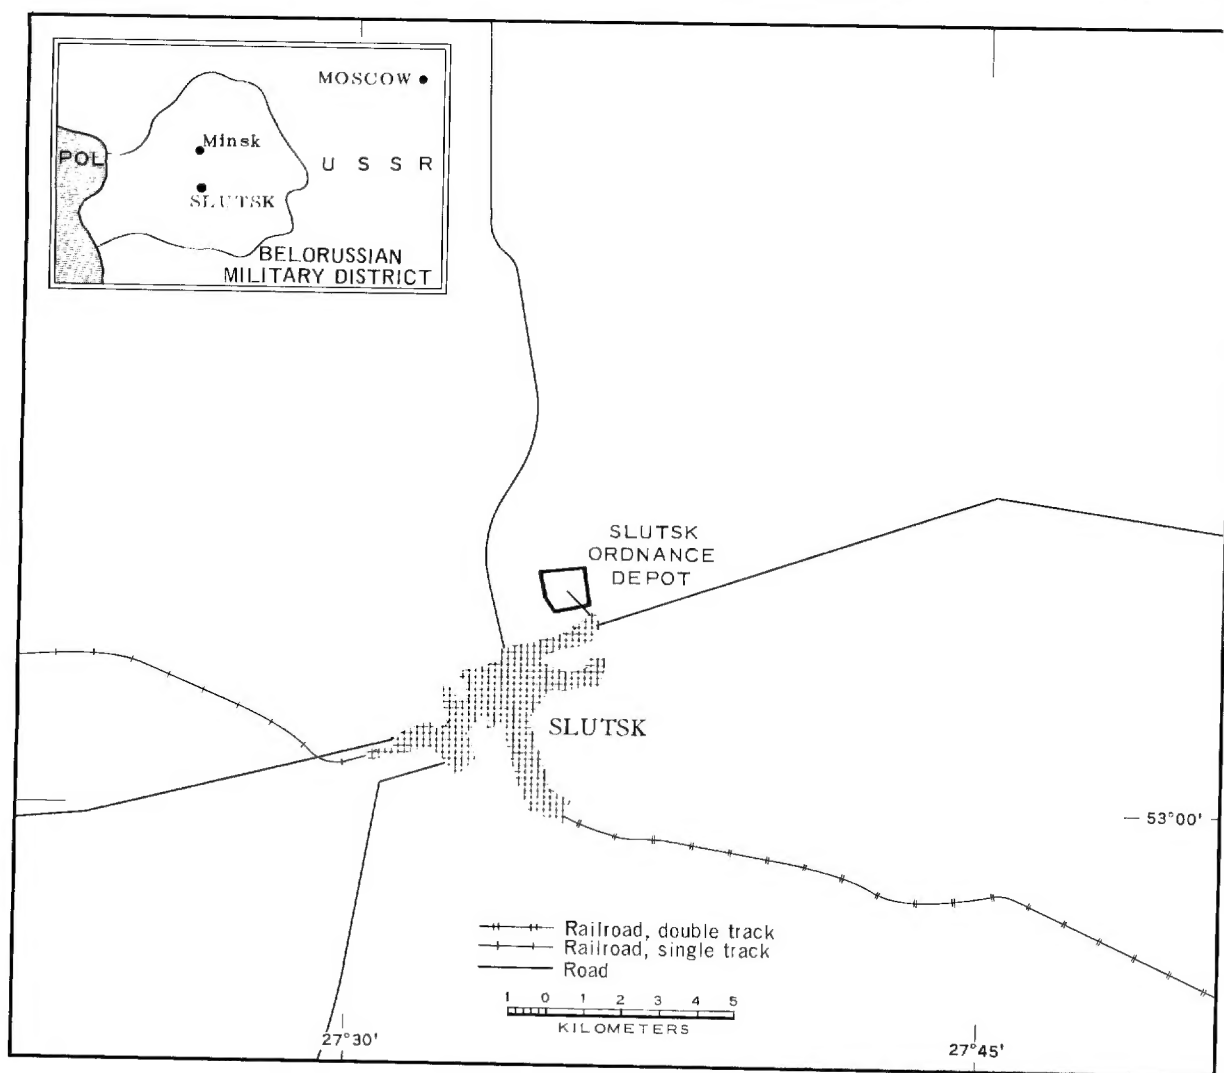 MOSCOW
Minsk
POL
U S S R
SLUTSK
BELORUSSIAN
MILITARY DISTRICT
SLUTSK
ORDNANCE
DEPOT
SLUTSK
53°00'
Railroad, double track
Railroad, single track
Road
1 0 1 2 3 4 5
KILOMETERS
27°30'
27°45'